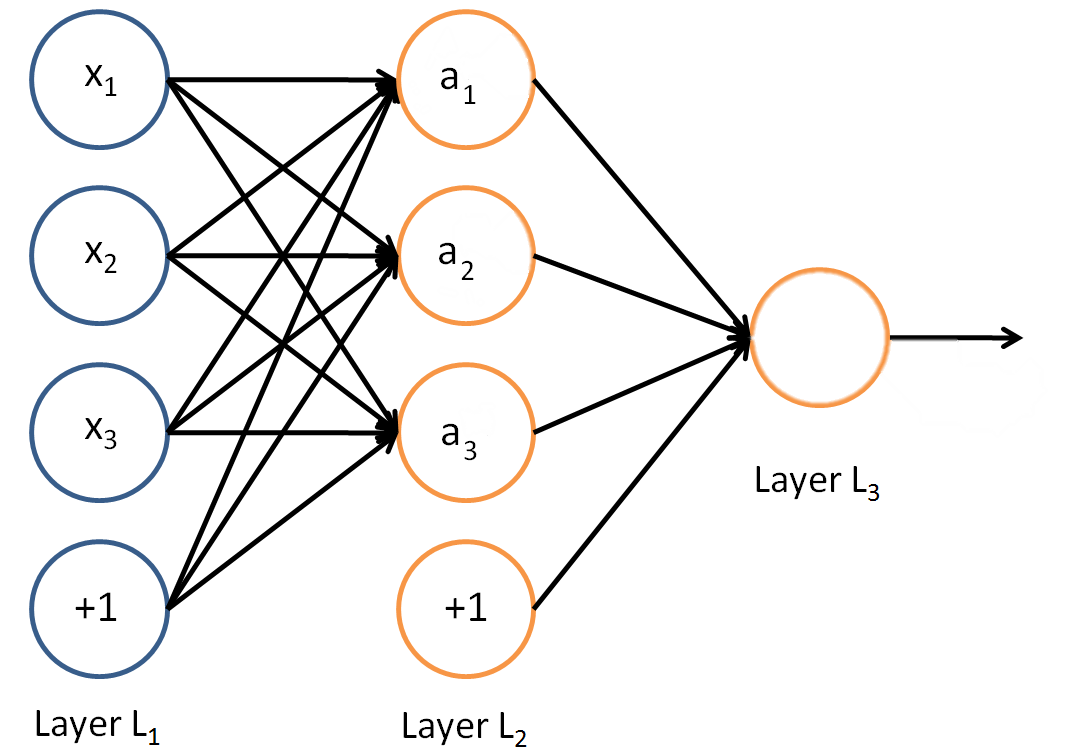 x₁
x₂
x₃
+1
Layer L₁
a₁
a₂
a₃
+1
Layer L₂
Layer L₃